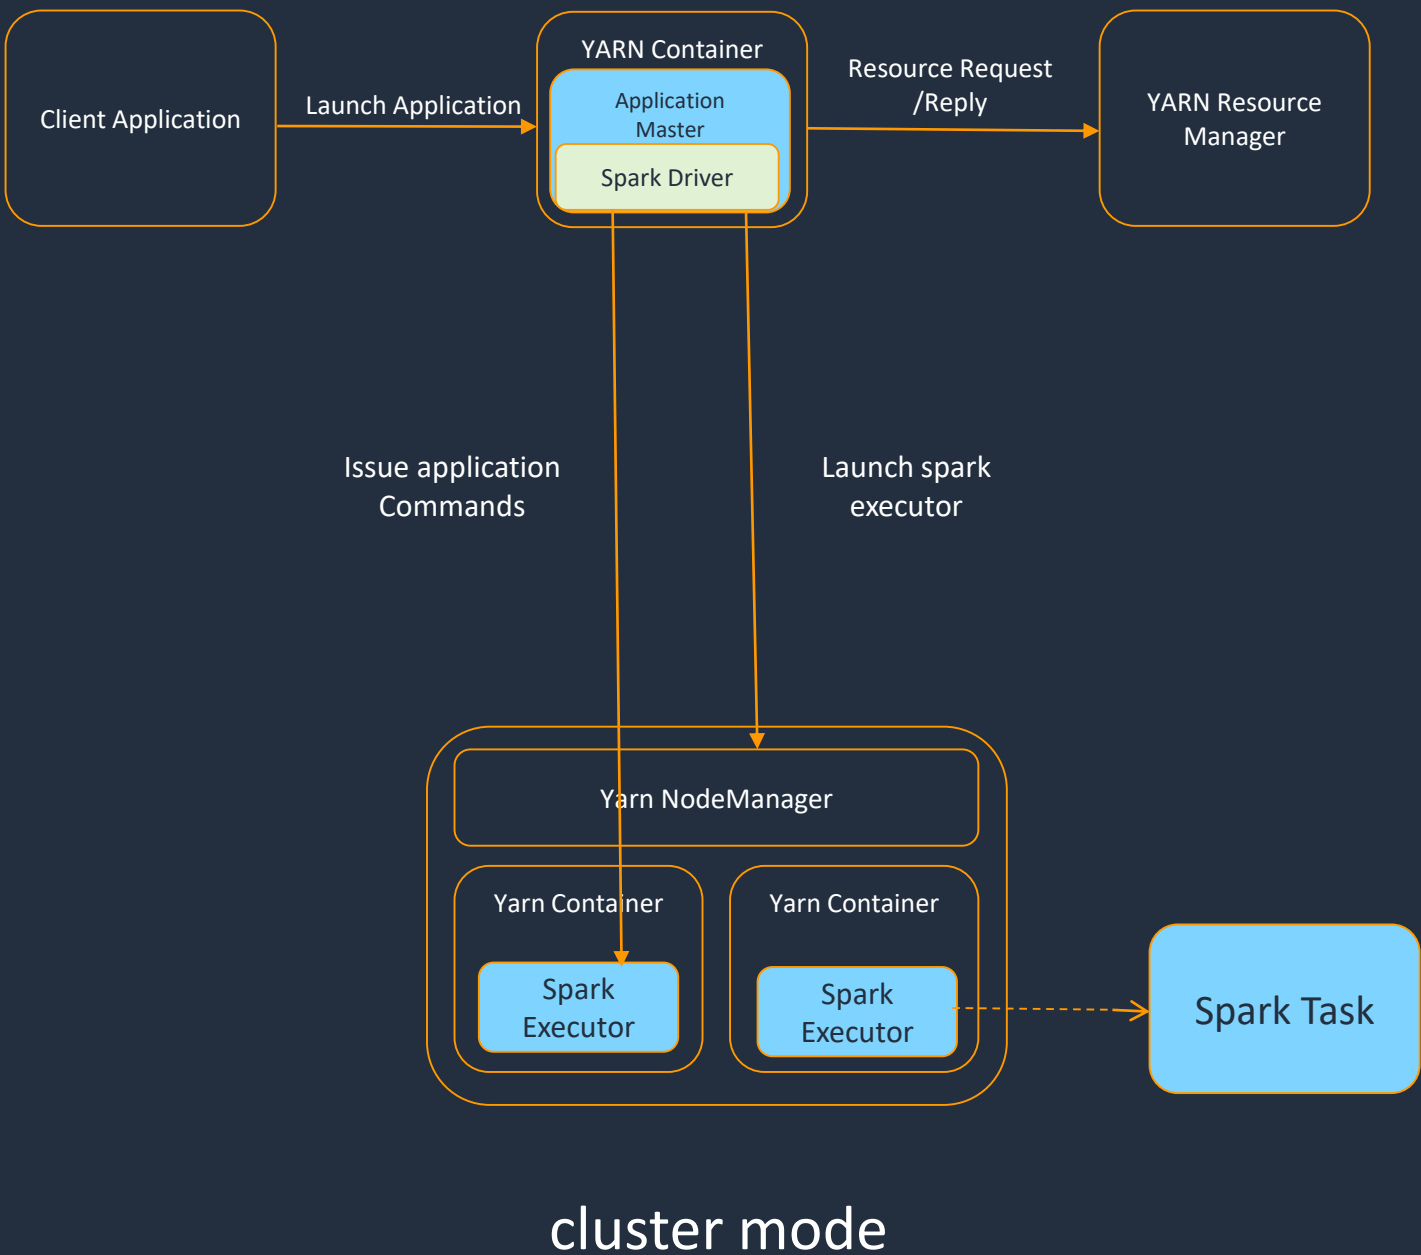 YARN Container
Client Application
Launch Application
Application
Master
Spark Driver
Resource Request
/Reply
YARN Resource
Manager
Issue application
Commands
Launch spark
executor
Yarn NodeManager
Yarn Container
Spark
Executor
Yarn Container
Spark
Executor
Spark Task
cluster mode